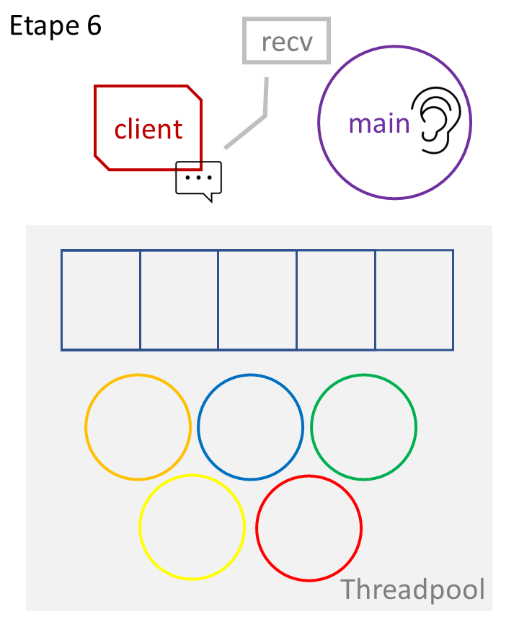 Etape 6
recv
client
main
Threadpool